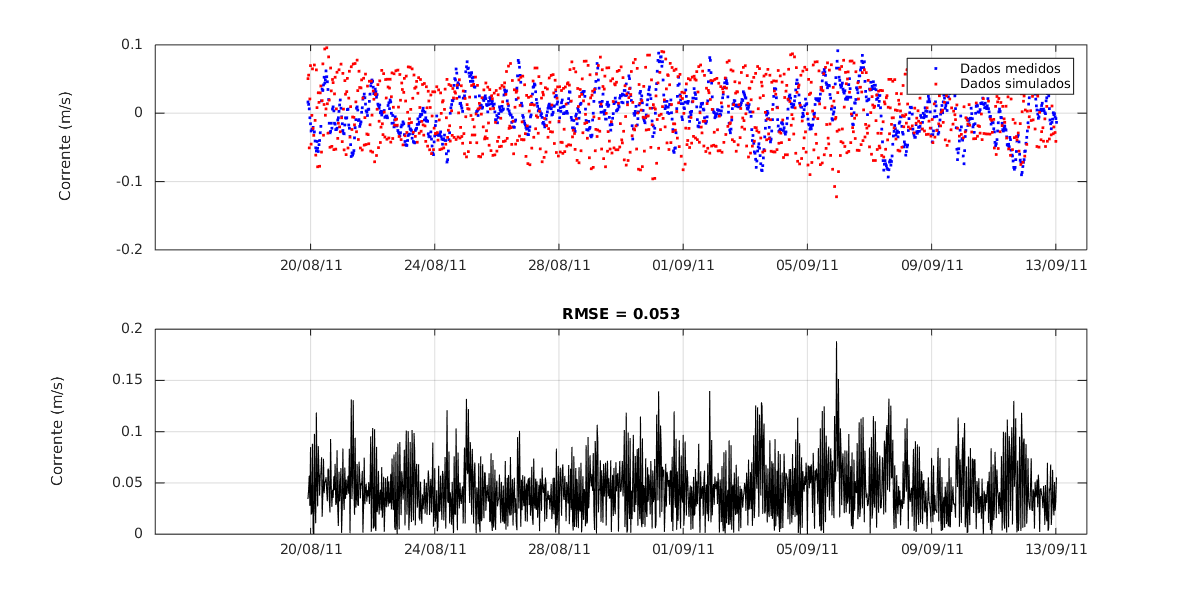 0.1
0
-0.1
-0.2
Corrente (m/s)
Dados medidos
Dados simulados
20/08/11 24/08/11 28/08/11 01/09/11 05/09/11 09/09/11 13/09/11
RMSE = 0.053
0.2
0.15
0.1
0.05
0
Corrente (m/s)
20/08/11 24/08/11 28/08/11 01/09/11 05/09/11 09/09/11 13/09/11